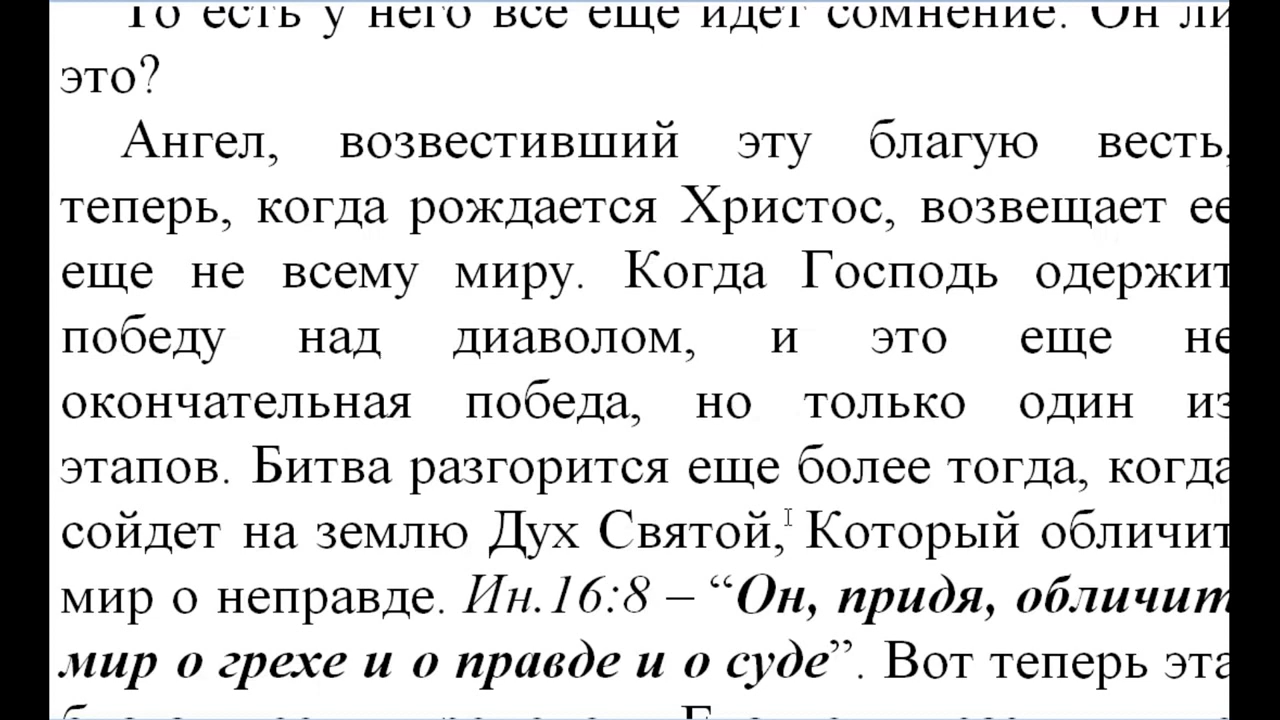 То есть у него все еще идет сомнение. Он ли
это?
Ангел, возвестивший эту благую весть,
теперь, когда рождается Христос, возвещает ее
еще не всему миру. Когда Господь одержит
победу над диаволом, и это еще не
окончательная победа, но только один из
этапов. Битва разгорится еще более тогда, когда
сойдет на землю Дух Святой, Который обличит
мир о неправде. Ин.16:8 – “Он, придя, обличит
мир о грехе и о правде и о суде”. Вот теперь эта